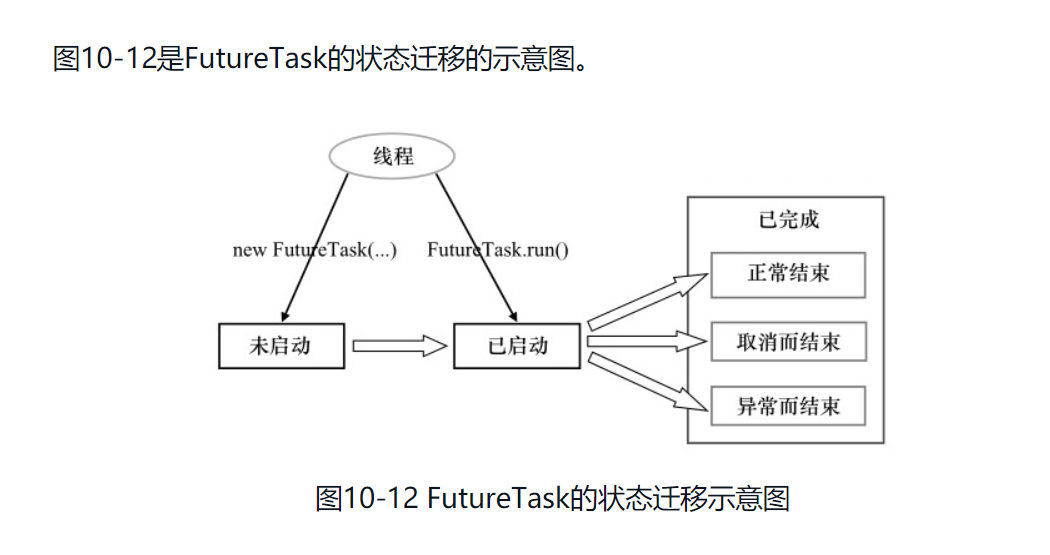 图10-12是FutureTask的状态迁移的示意图。
线程
new FutureTask(...)
FutureTask.run()
未启动
已启动
已完成
正常结束
取消而结束
异常而结束
图10-12 FutureTask的状态迁移示意图